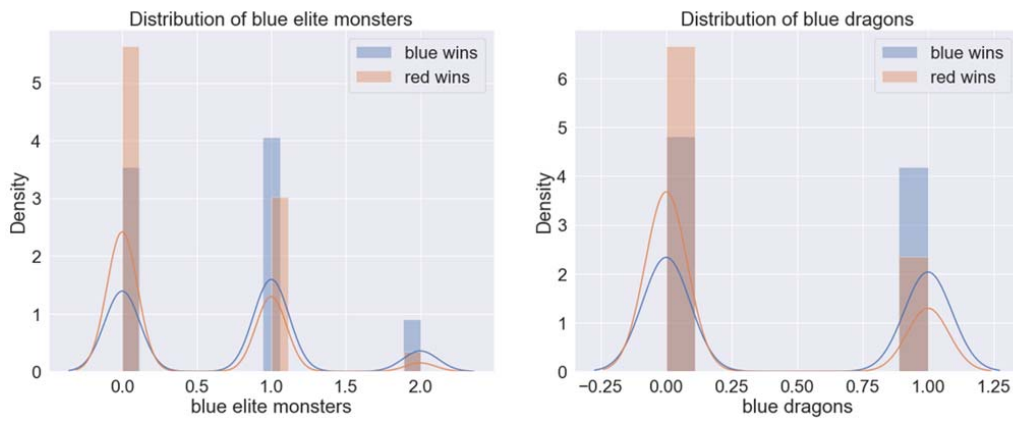 Distribution of blue elite monsters
blue wins
red wins
5
4
3
2
1
0
Density
0.0 0.5 1.0 1.5 2.0
blue elite monsters
Distribution of blue dragons
blue wins
red wins
6
5
4
3
2
1
0
Density
−0.25 0.00 0.25 0.50 0.75 1.00 1.25
blue dragons